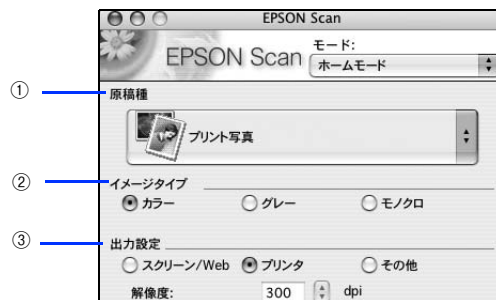 EPSON Scan
EPSON Scan
モード:
ホームモード
① 原稿種
プリント写真
② イメージタイプ
カラー グレー モノクロ
③ 出力設定
スクリーン/Web プリンタ その他
解像度: 300 dpi